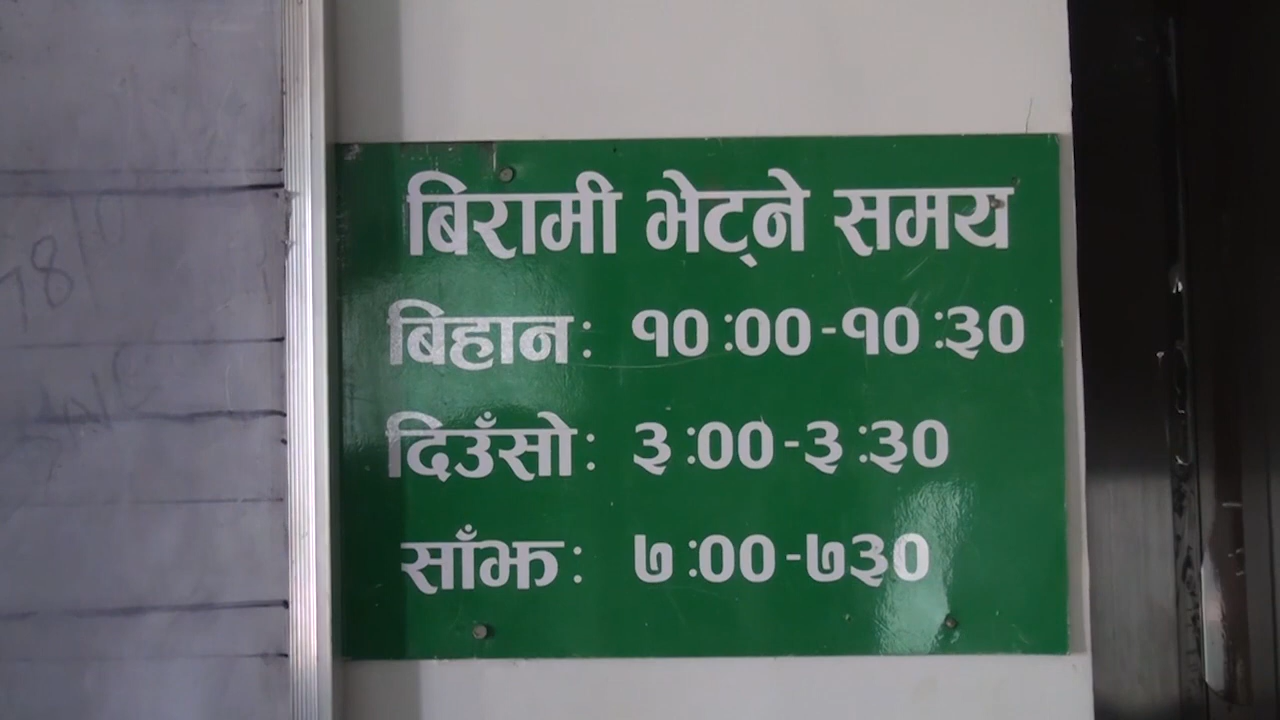 बिरामी भेट्ने समय
बिहान: १० :०० -१० :३०
दिउँसो: ३ :०० -३ :३०
साँझ: ७ :०० -७३०